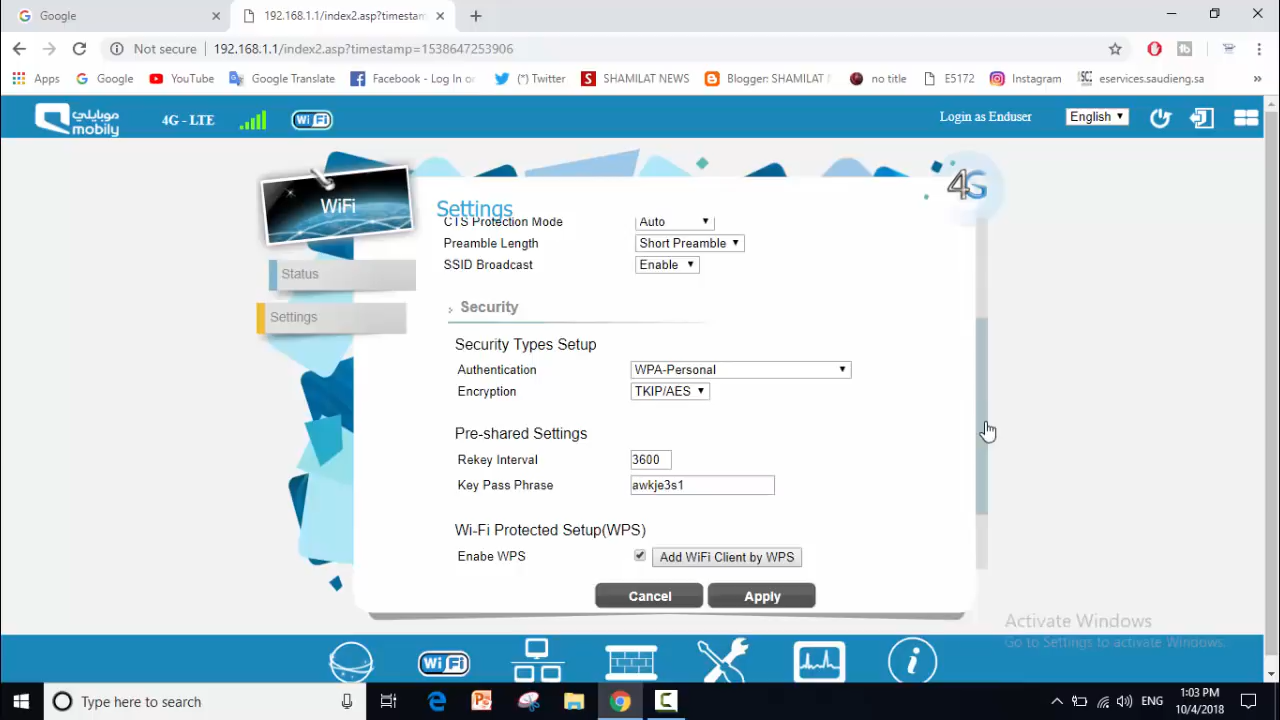 Google
192.168.1.1/index2.asp?timestam
Not secure
192.168.1.1/index2.asp?timestamp=1538647253906
Apps
Google
YouTube
Google Translate
Facebook - Log In or
(*) Twitter
SHAMILAT NEWS
Blogger: SHAMILAT
no title
E5172
Instagram
eservices.saudieng.sa
»
موبايلي
mobily
4G - LTE
WiFi
Login as Enduser
English
4G
WiFi
Settings
Status
Settings
CTS Protection Mode
Auto
Preamble Length
Short Preamble
SSID Broadcast
Enable
Security
Security Types Setup
Authentication
WPA-Personal
Encryption
TKIP/AES
Pre-shared Settings
Rekey Interval
3600
Key Pass Phrase
awkje3s1
Wi-Fi Protected Setup(WPS)
Enabe WPS
Add WiFi Client by WPS
Cancel
Apply
Activate Windows
Go to Settings to activate Windows.
WiFi
Type here to search
ENG
1:03 PM
10/4/2018